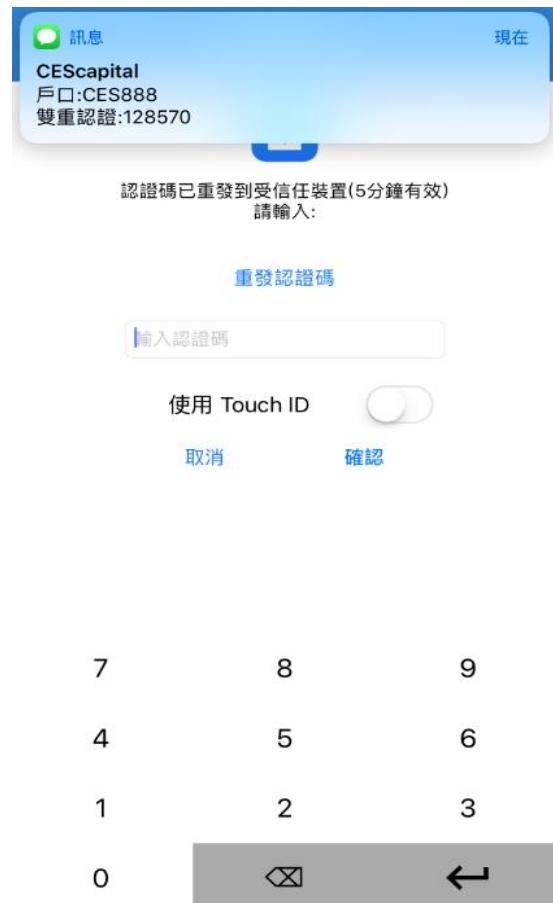 訊息 現在
CEScapital
戶口:CES888
雙重認證:128570
認證碼已重發到受信任裝置(5分鐘有效)
請輸入:
重發認證碼
輸入認證碼
使用 Touch ID
取消 確認
7 8 9
4 5 6
1 2 3
0